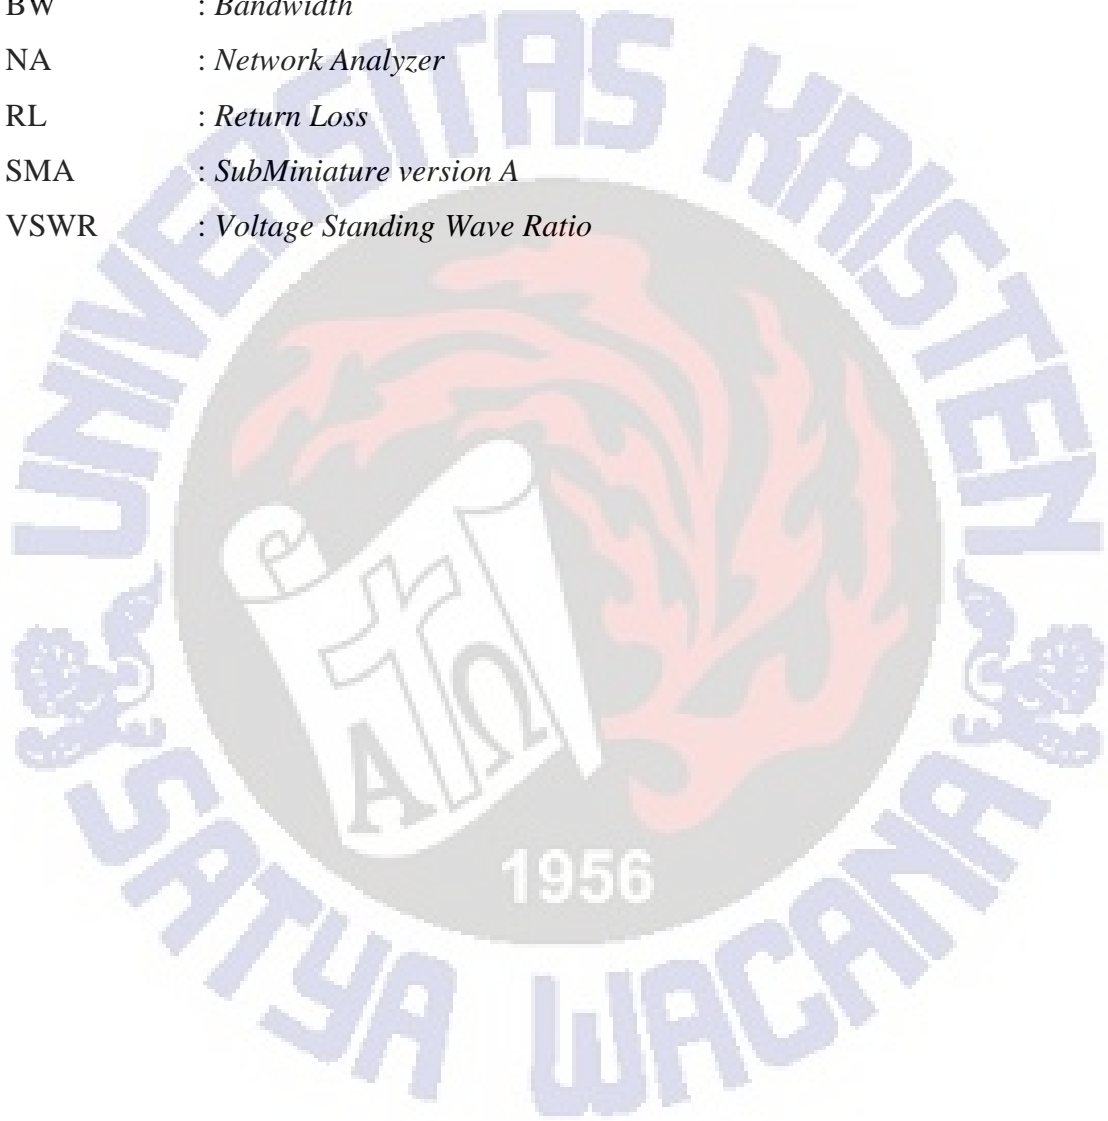 BW : Bandwidth
NA : Network Analyzer
RL : Return Loss
SMA : SubMiniature version A
VSWR : Voltage Standing Wave Ratio
UNIVERSITAS KRISTEN
Α Ω
1956
SATYA WACANA